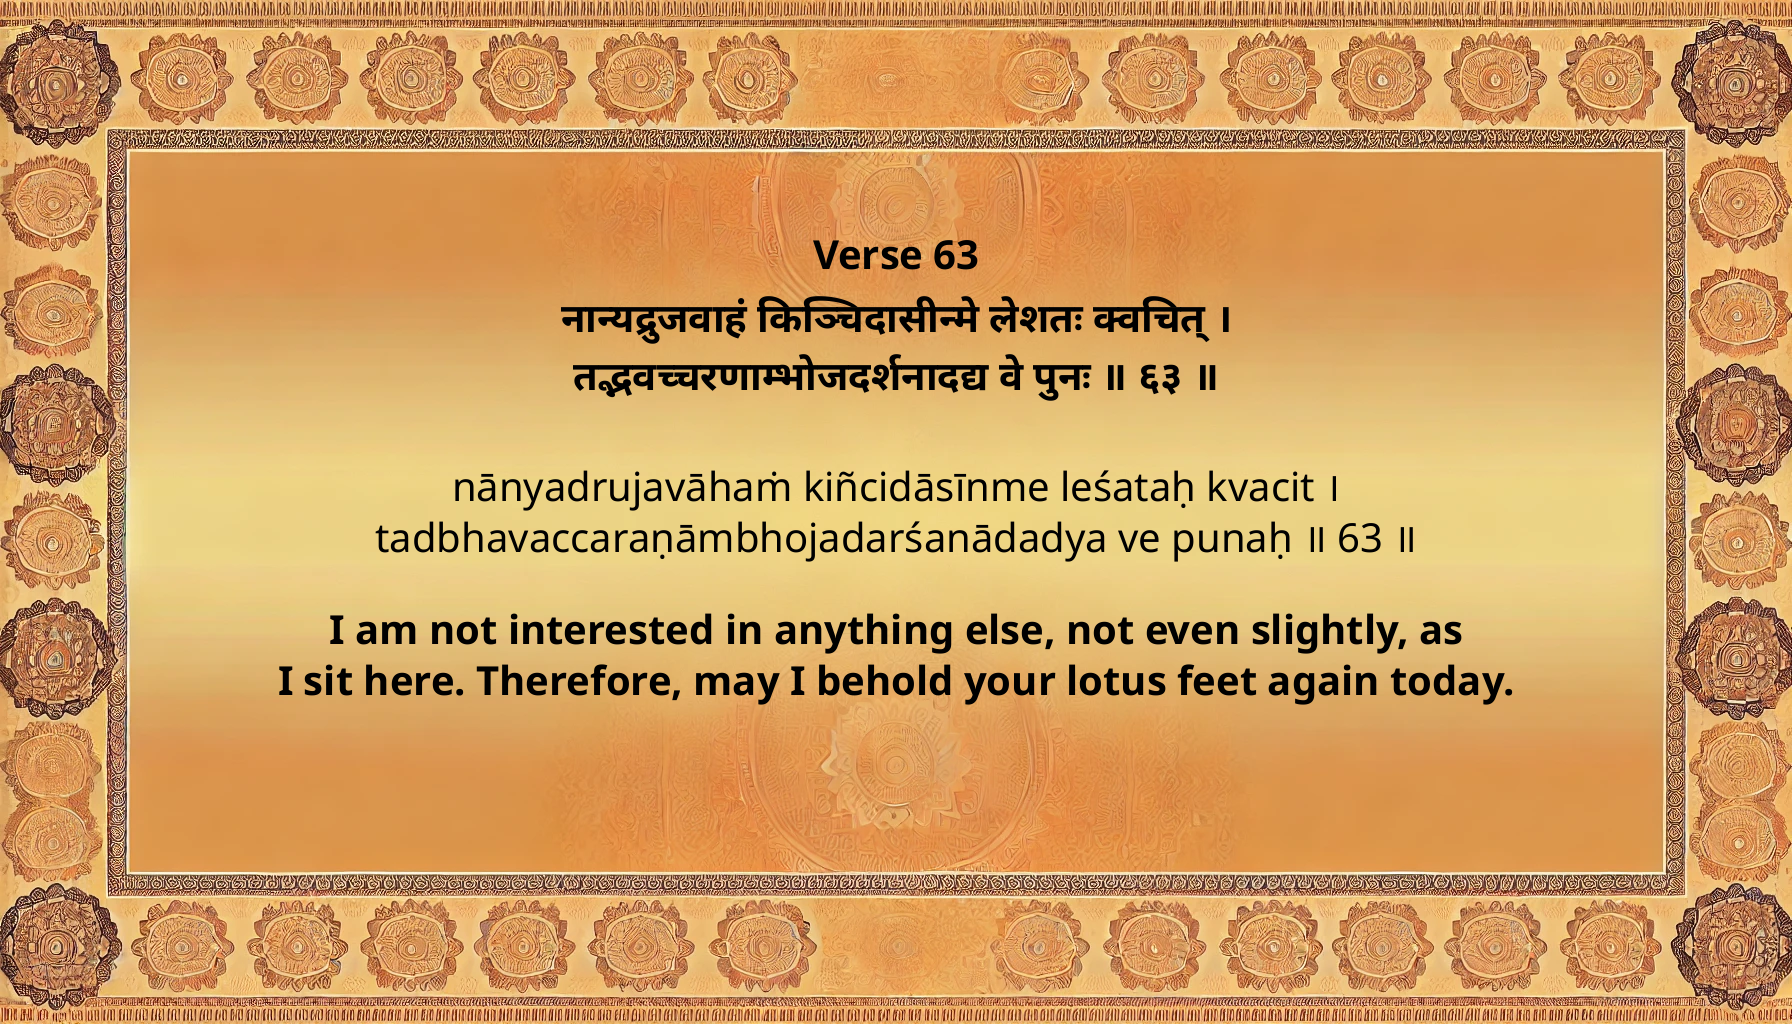 Verse 63
नान्यद्रुजवाहं किञ्चिदासीन्मे लेशतः क्वचित् ।
तद्भवच्चरणाम्भोजदर्शनादद्य वे पुनः ॥ ६३ ॥
nānyadrujavāhaṁ kiñcidāsīnme leśataḥ kvacit ।
tadbhavaccaraṇāmbhojadarśanādadya ve punaḥ ॥ 63 ॥
I am not interested in anything else, not even slightly, as
I sit here. Therefore, may I behold your lotus feet again today.